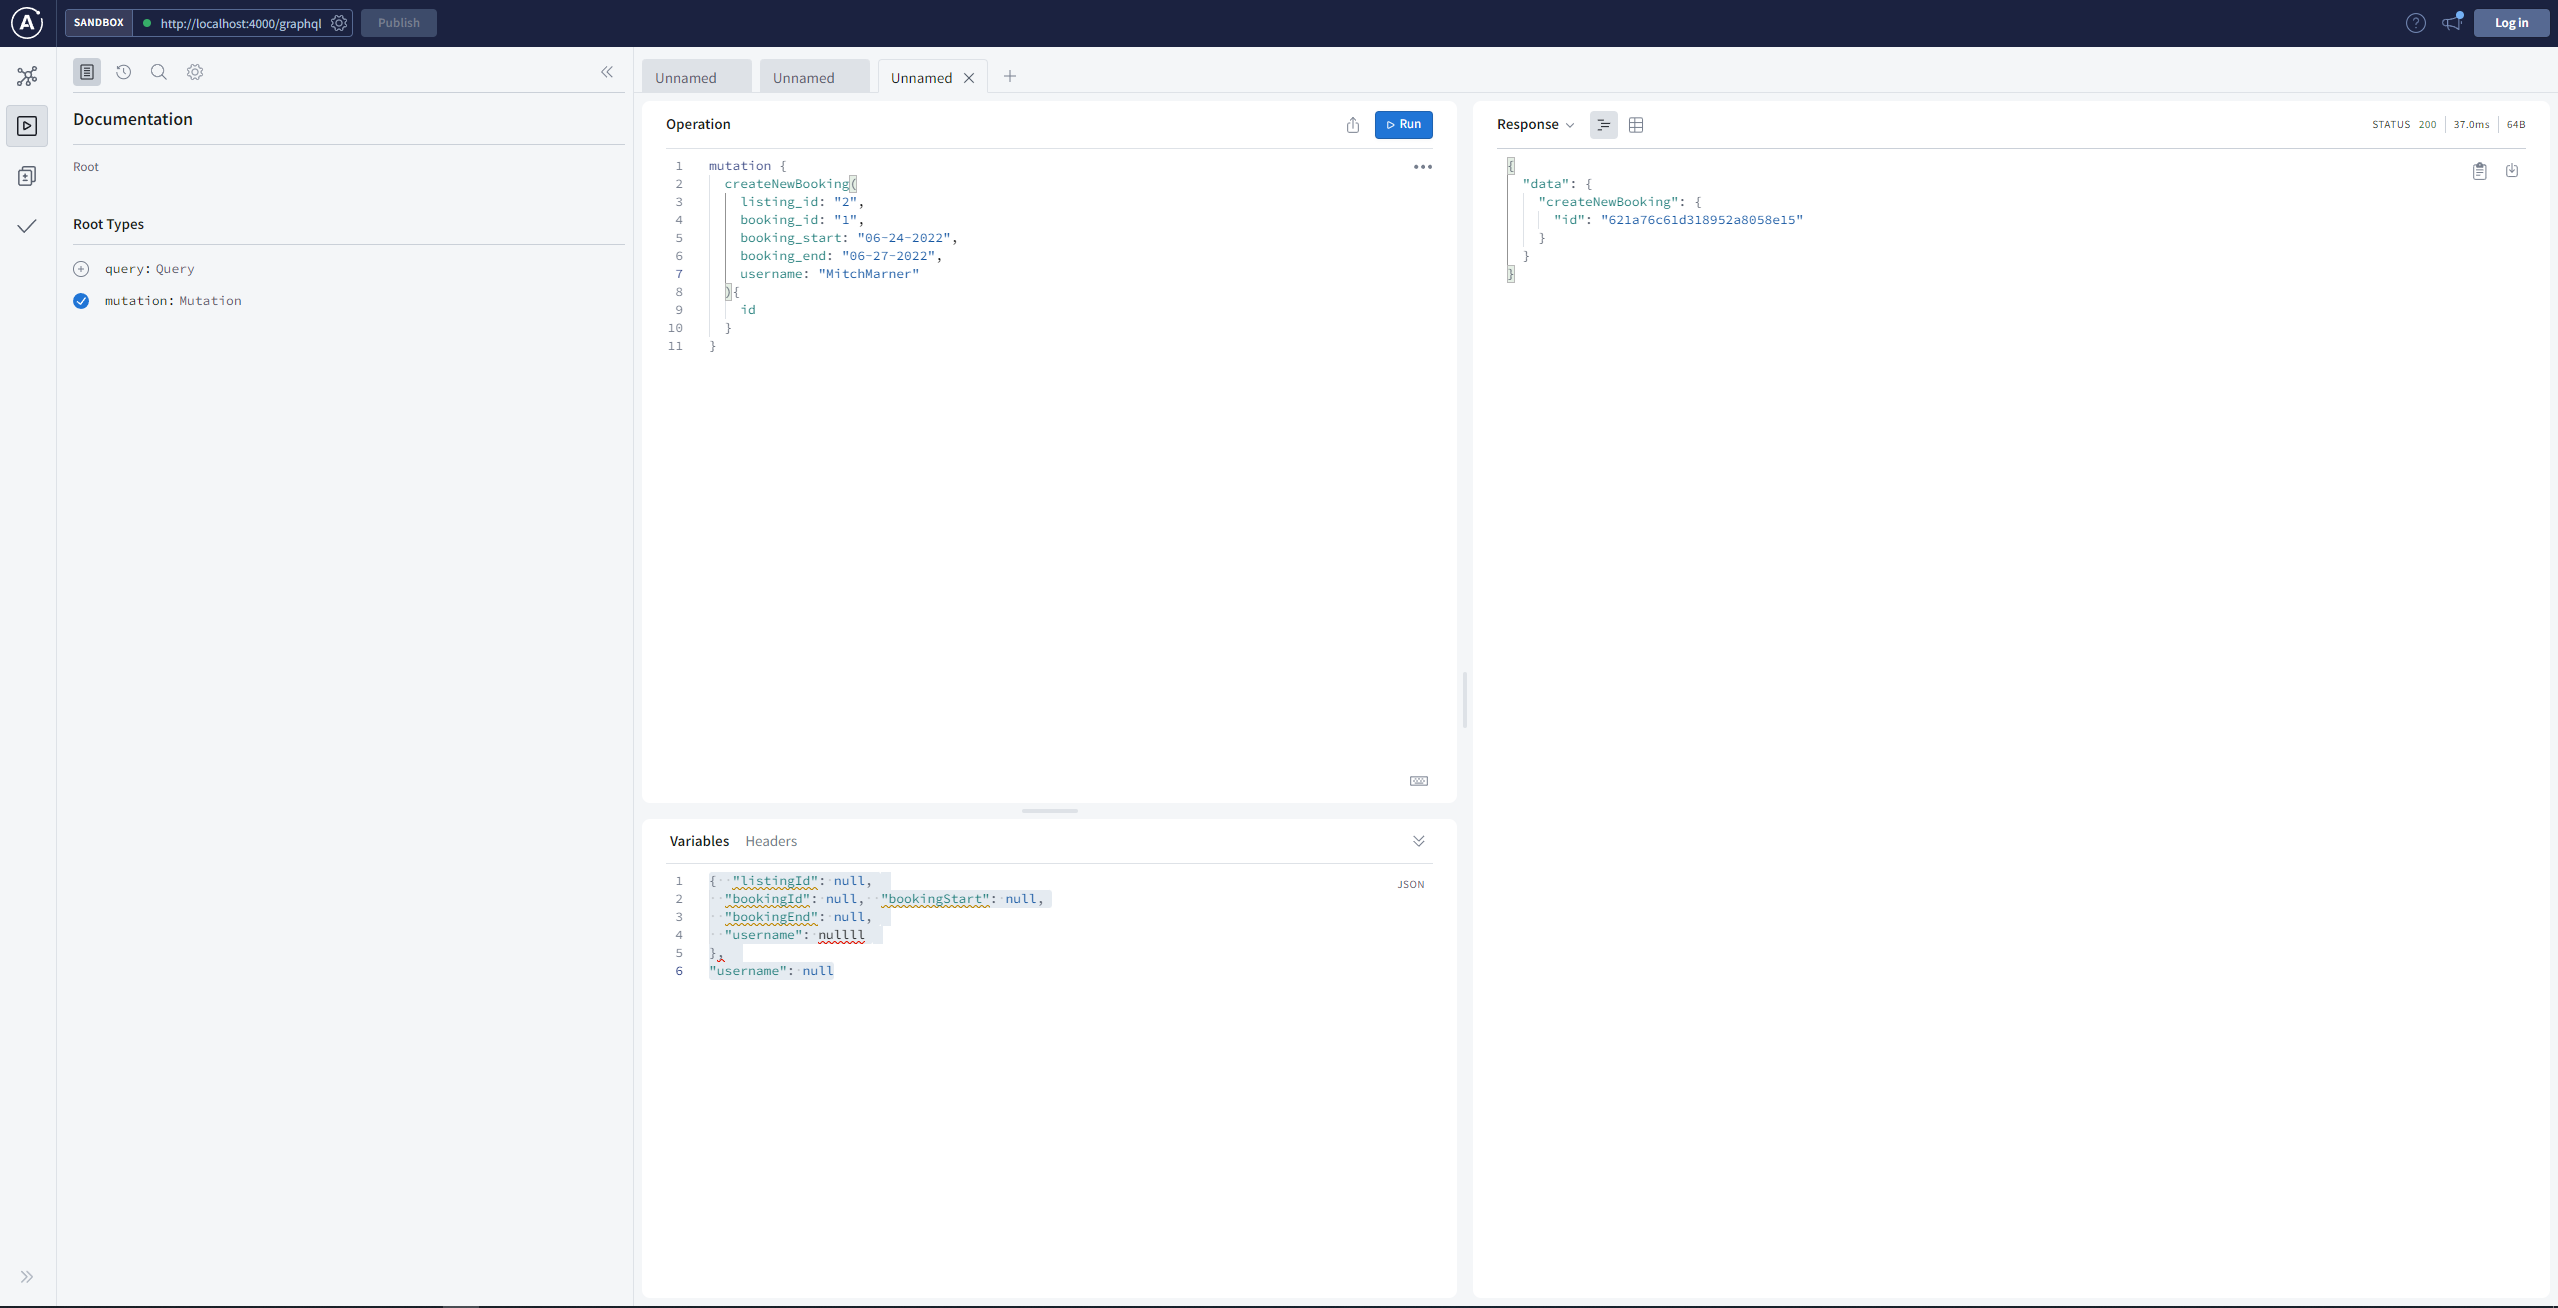 A SANDBOX http://localhost:4000/graphql Publish Log in
Documentation
Root
Root Types
query: Query
mutation: Mutation
Unnamed Unnamed Unnamed
Operation Run
1 mutation {
2 createNewBooking(
3 listing_id: "2",
4 booking_id: "1",
5 booking_start: "06-24-2022",
6 booking_end: "06-27-2022",
7 username: "MitchMarner"
8 ){
9 id
10 }
11 }
Variables Headers
JSON
1 { "listingId": null,
2 "bookingId": null, "bookingStart": null,
3 "bookingEnd": null,
4 "username": nullll
5 },
6 "username": null
Response STATUS 200 37.0ms 64B
{
"data": {
"createNewBooking": {
"id": "621a76c61d318952a8058e15"
}
}
}